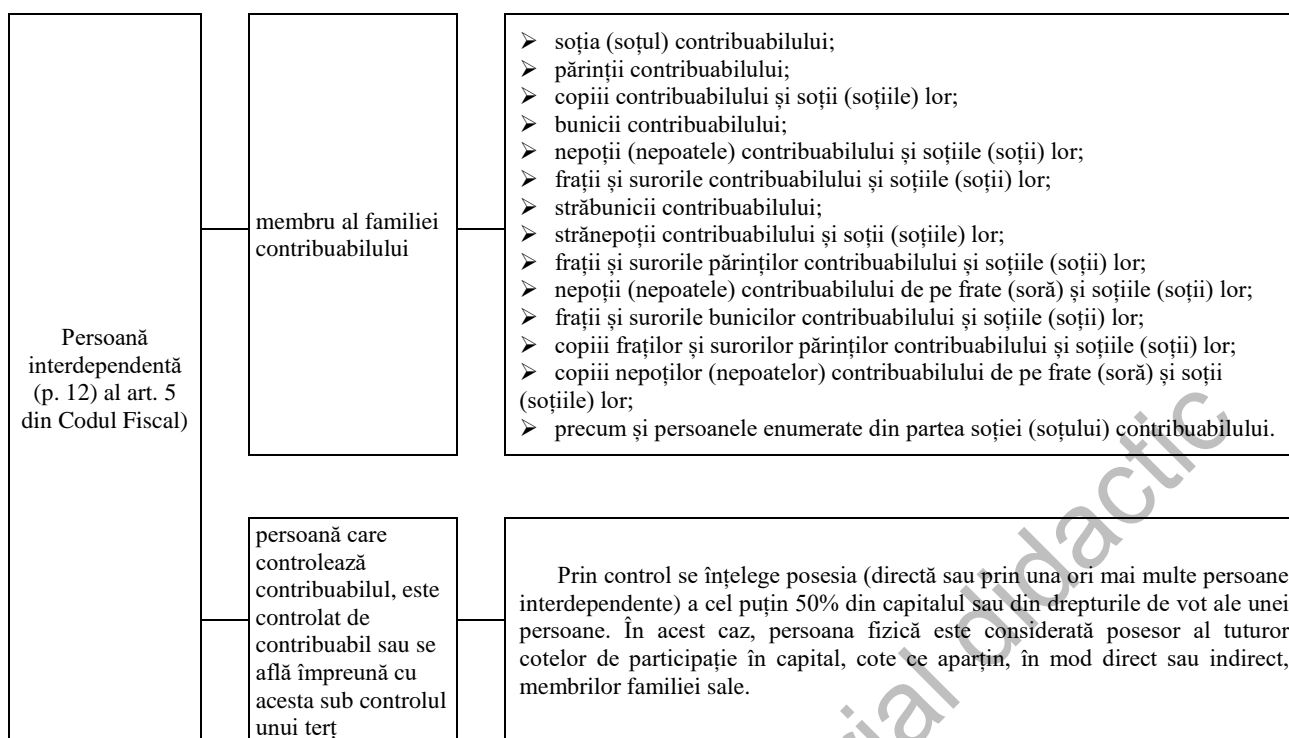 Persoană
interdependentă
(p. 12) al art. 5
din Codul Fiscal)
membru al familiei
contribuabilului
➢ soția (soțul) contribuabilului;
➢ părinții contribuabilului;
➢ copiii contribuabilului și soții (soțiile) lor;
➢ bunicii contribuabilului;
➢ nepoții (nepoatele) contribuabilului și soțiile (soții) lor;
➢ frații și surorile contribuabilului și soțiile (soții) lor;
➢ străbunicii contribuabilului;
➢ strănepoții contribuabilului și soții (soțiile) lor;
➢ frații și surorile părinților contribuabilului și soțiile (soții) lor;
➢ nepoții (nepoatele) contribuabilului de pe frate (soră) și soțiile (soții) lor;
➢ frații și surorile bunicilor contribuabilului și soțiile (soții) lor;
➢ copiii fraților și surorilor părinților contribuabilului și soțiile (soții) lor;
➢ copiii nepoților (nepoatelor) contribuabilului de pe frate (soră) și soții
(soțiile) lor;
➢ precum și persoanele enumerate din partea soției (soțului) contribuabilului.
persoană care
controlează
contribuabilul, este
controlat de
contribuabil sau se
află împreună cu
acesta sub controlul
unui terț
Prin control se înțelege posesia (directă sau prin una ori mai multe persoane
interdependente) a cel puțin 50% din capitalul sau din drepturile de vot ale unei
persoane. În acest caz, persoana fizică este considerată posesor al tuturor
cotelor de participație în capital, cote ce aparțin, în mod direct sau indirect,
membrilor familiei sale.
didactic